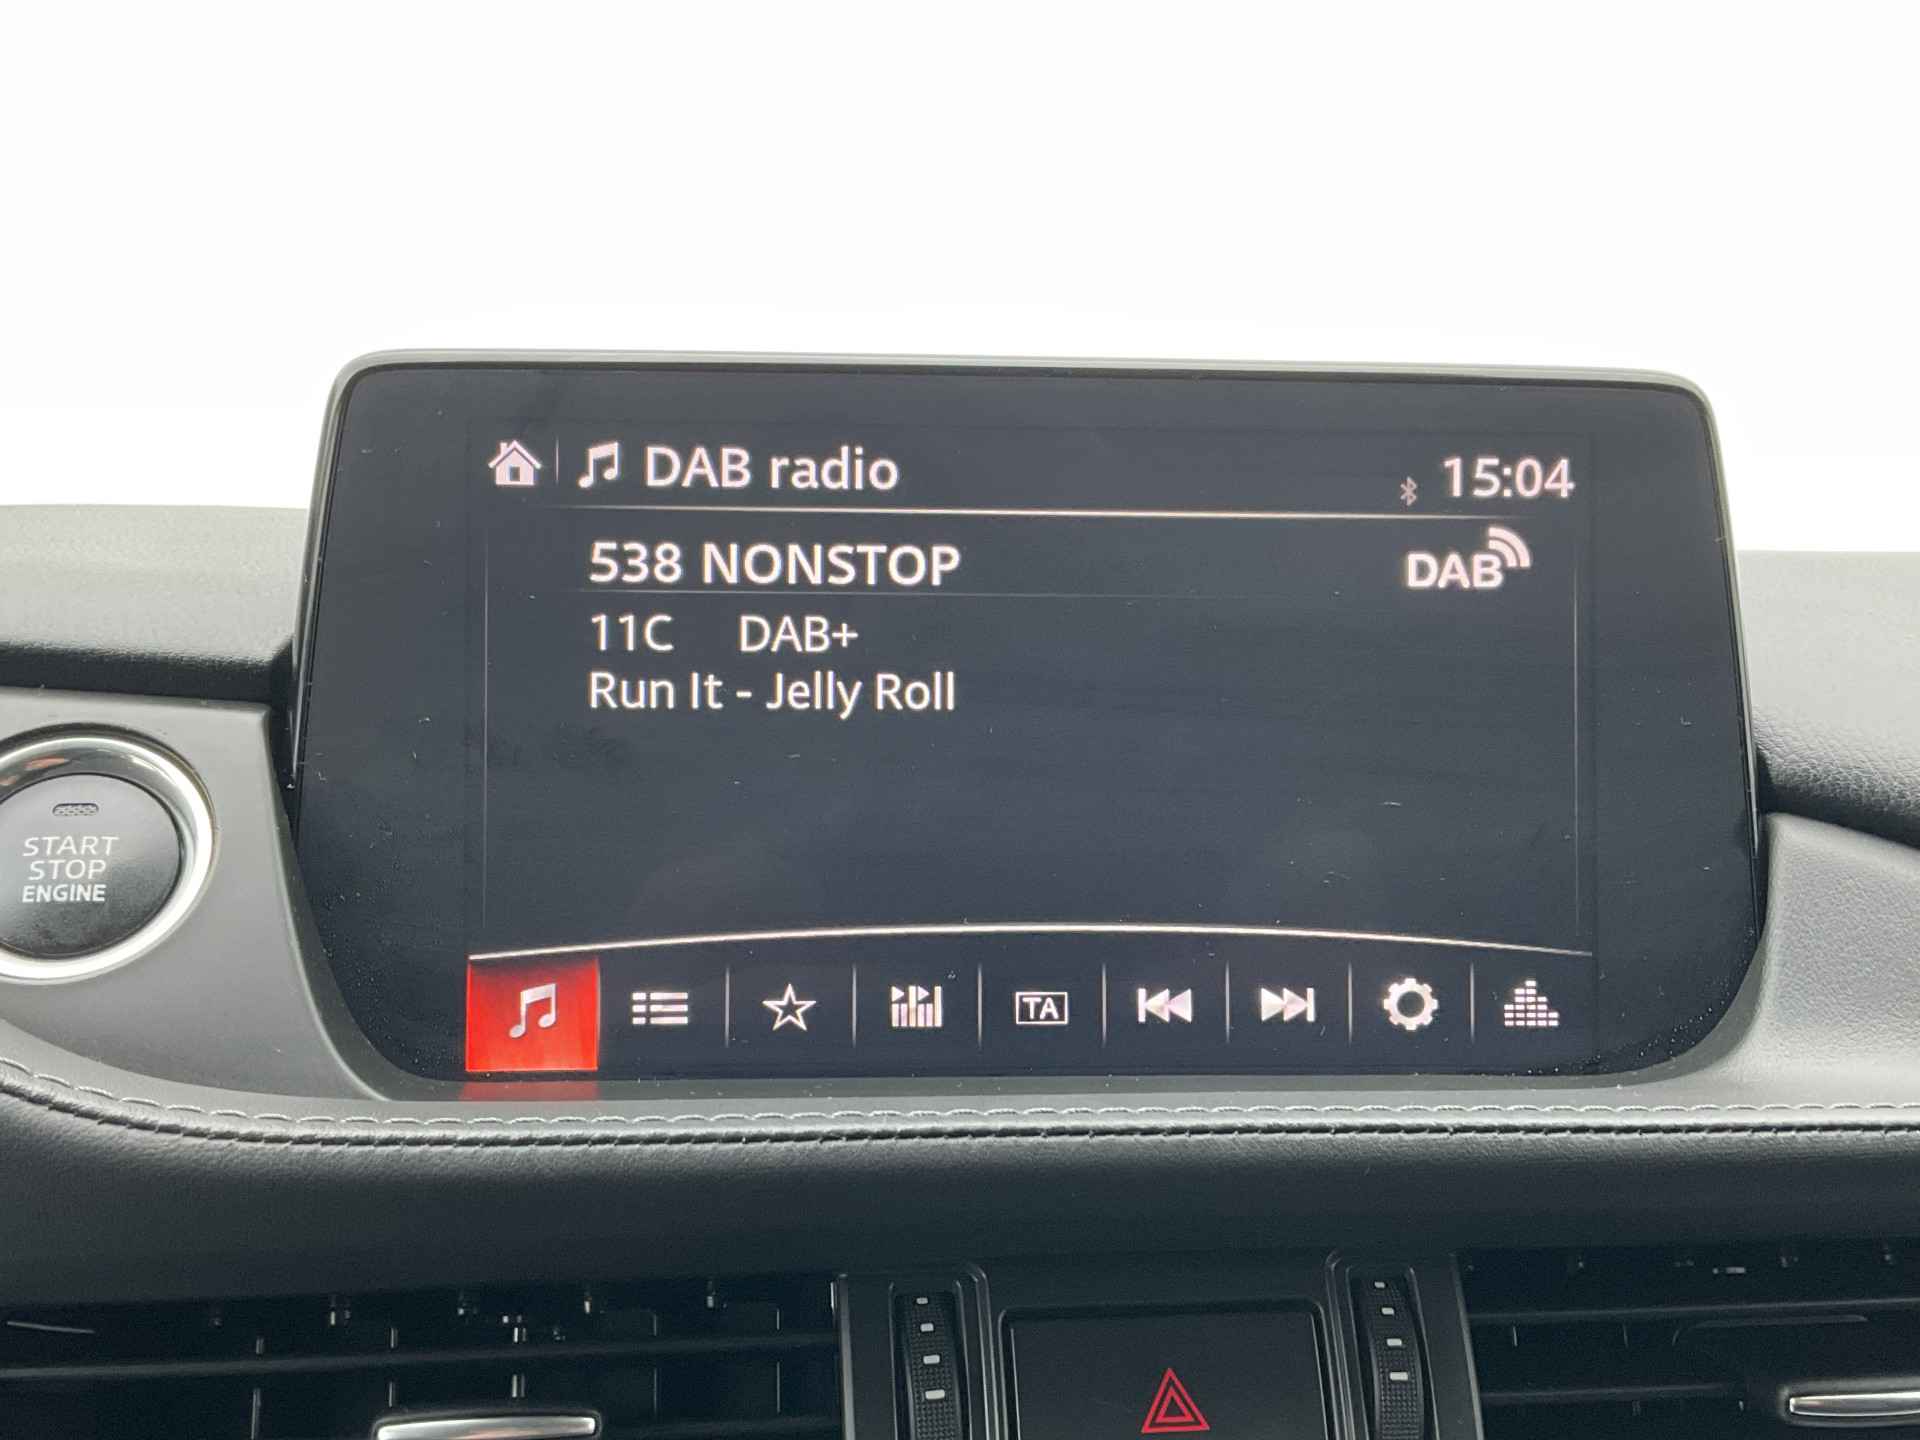 DAB radio
15:04
538 NONSTOP
DAB
11C DAB+
Run It - Jelly Roll
START
STOP
ENGINE
TA